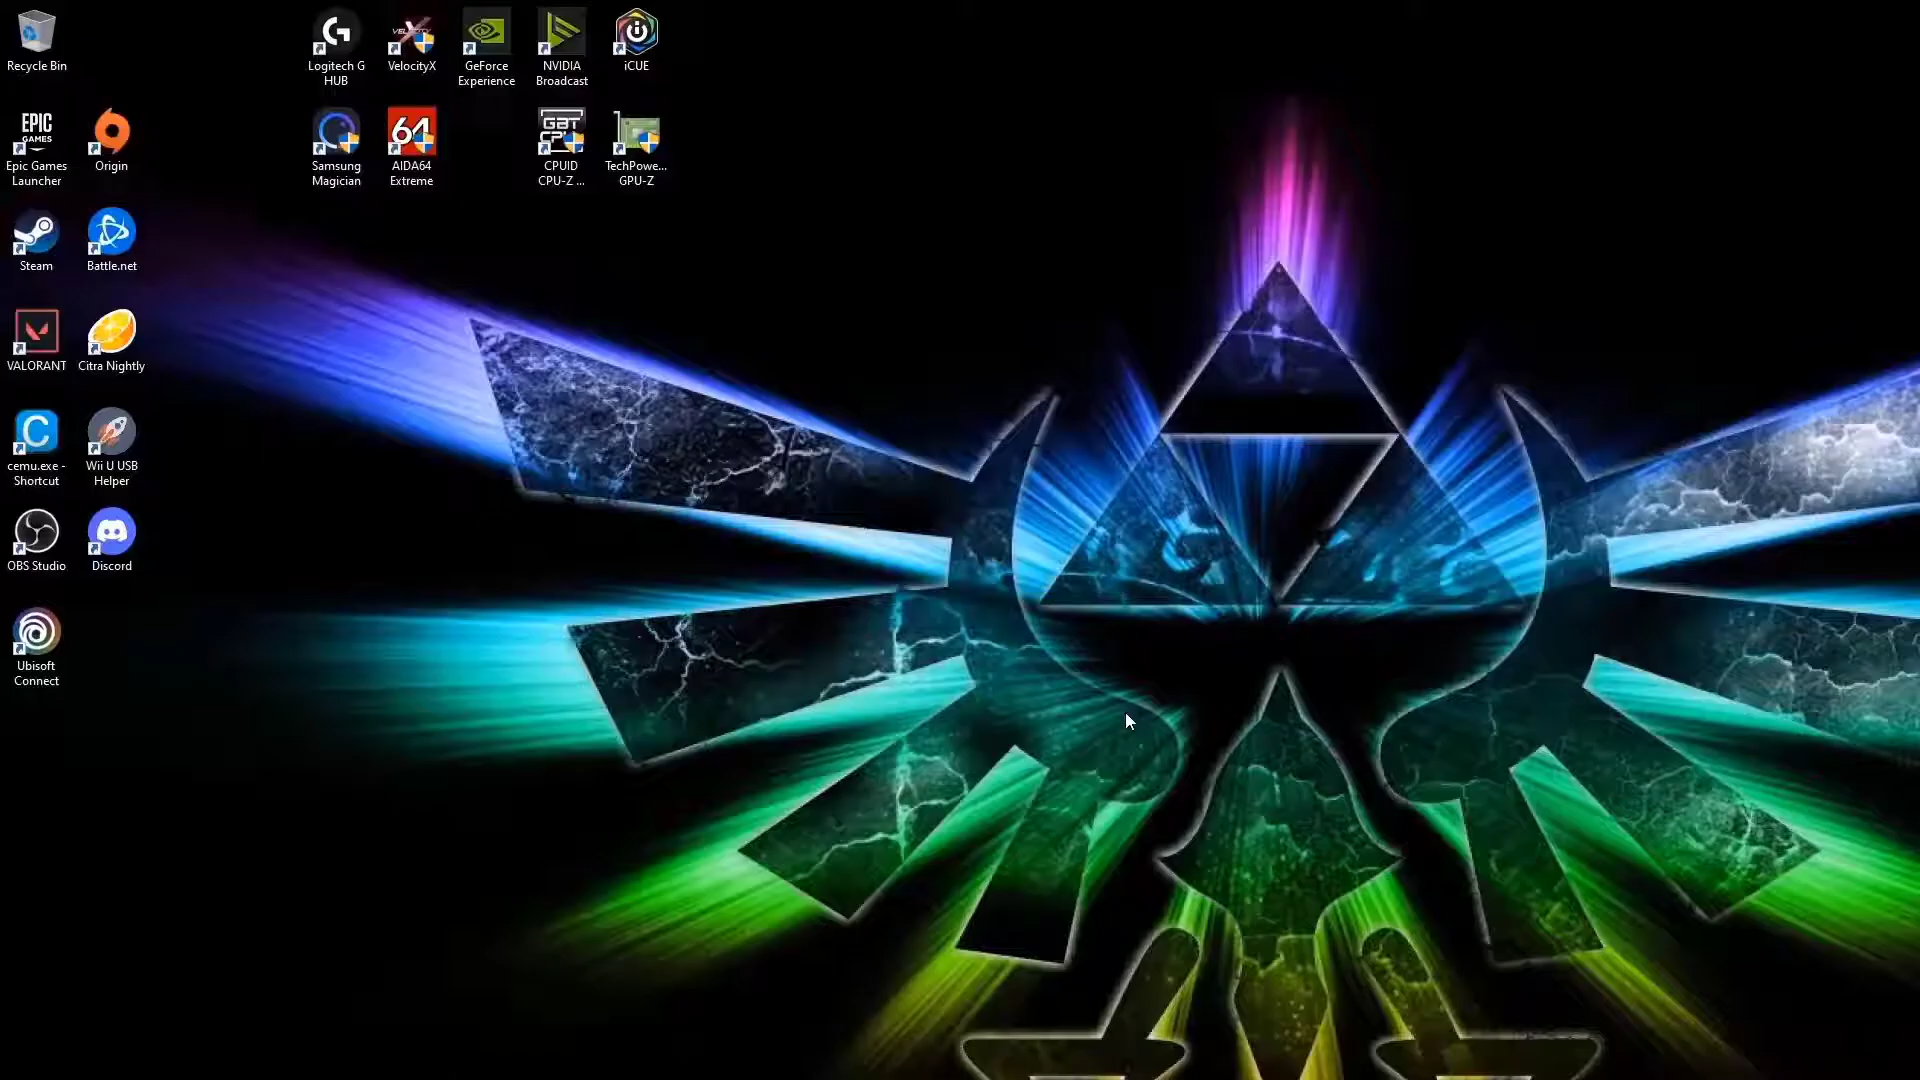 Recycle Bin
Logitech G
HUB
VelocityX
GeForce
Experience
NVIDIA
Broadcast
iCUE
EPIC
GAMES
Epic Games
Launcher
Origin
Samsung
Magician
64
AIDA64
Extreme
CPUID
CPU-Z ...
TechPowe...
GPU-Z
Steam
Battle.net
VALORANT
Citra Nightly
cemu.exe -
Shortcut
Wii U USB
Helper
OBS Studio
Discord
Ubisoft
Connect